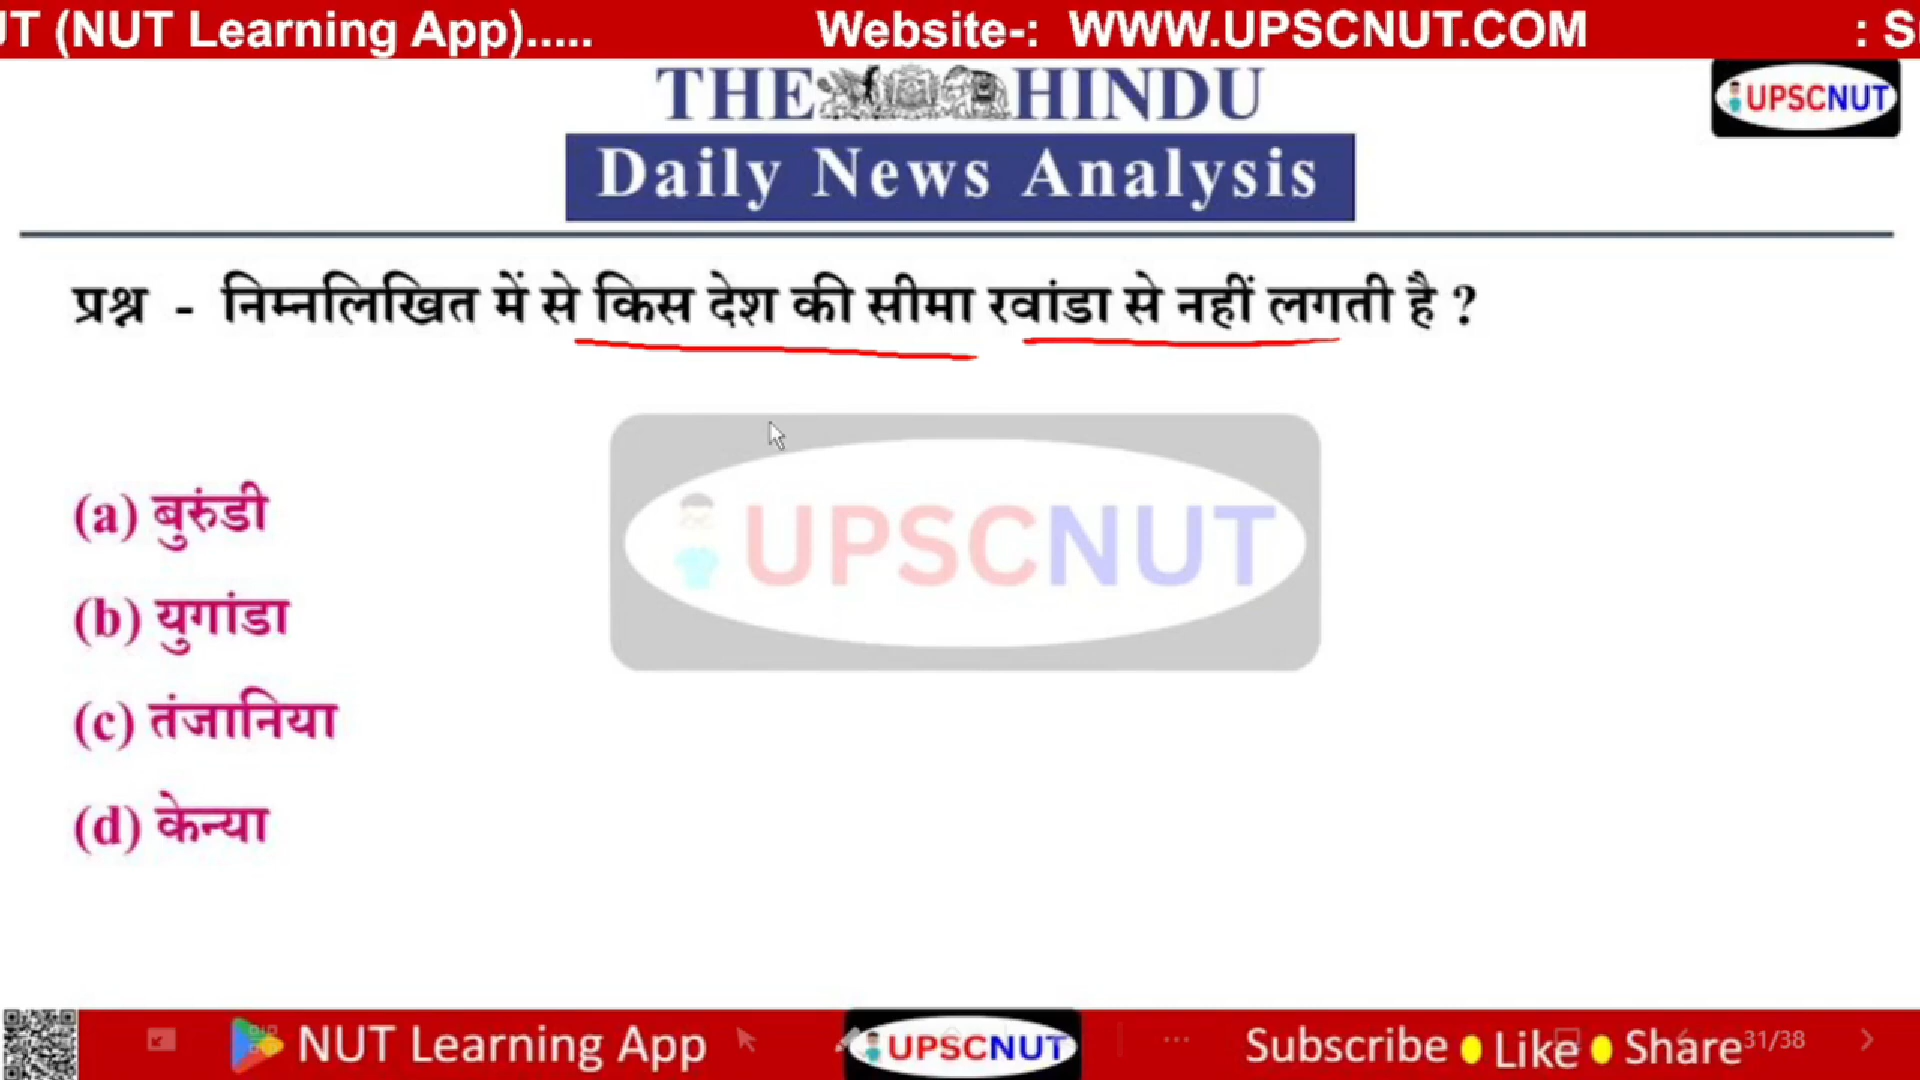 UT (NUT Learning App)..... Website-: WWW.UPSCNUT.COM : S
THE HINDU
UPSCNUT
Daily News Analysis
प्रश्न - निम्नलिखित में से किस देश की सीमा रवांडा से नहीं लगती है ?
UPSCNUT
(a) बुरुंडी
(b) युगांडा
(c) तंजानिया
(d) केन्या
NUT Learning App UPSCNUT Subscribe Like Share 31/38